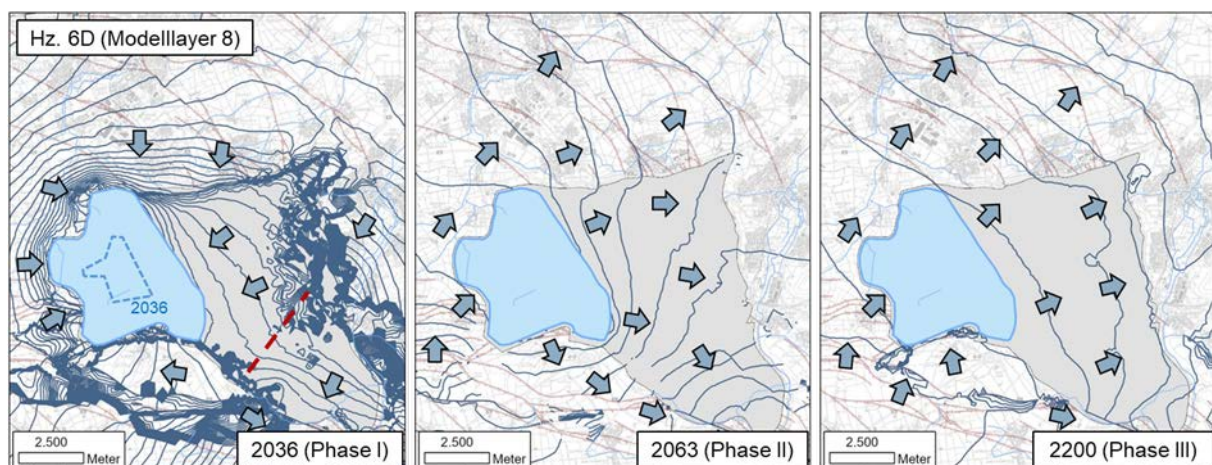 Hz. 6D (Modelllayer 8)
2036
2.500
Meter
2036 (Phase I)
2.500
Meter
2063 (Phase II)
2.500
Meter
2200 (Phase III)